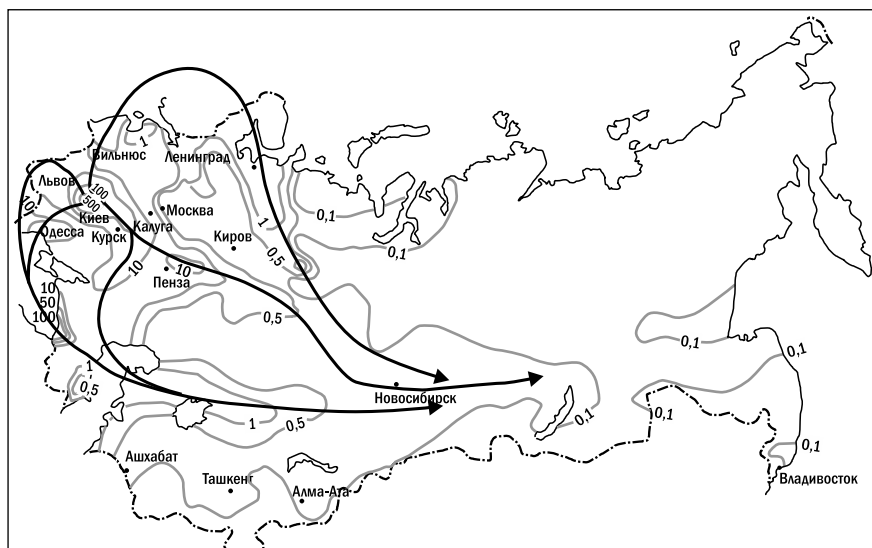 1
Вильнюс
Ленинград
Львов
100
500
10
Киев
Москва
Калуга
Одесса
Курск
Киров
1
0,5
0,1
0,1
10
10
Пенза
10
50
100
0,5
0,1
0,1
1
0,5
Новосибирск
1
0,5
0,1
0,1
0,1
Ашхабат
Ташкент
Алма-Ата
Владивосток